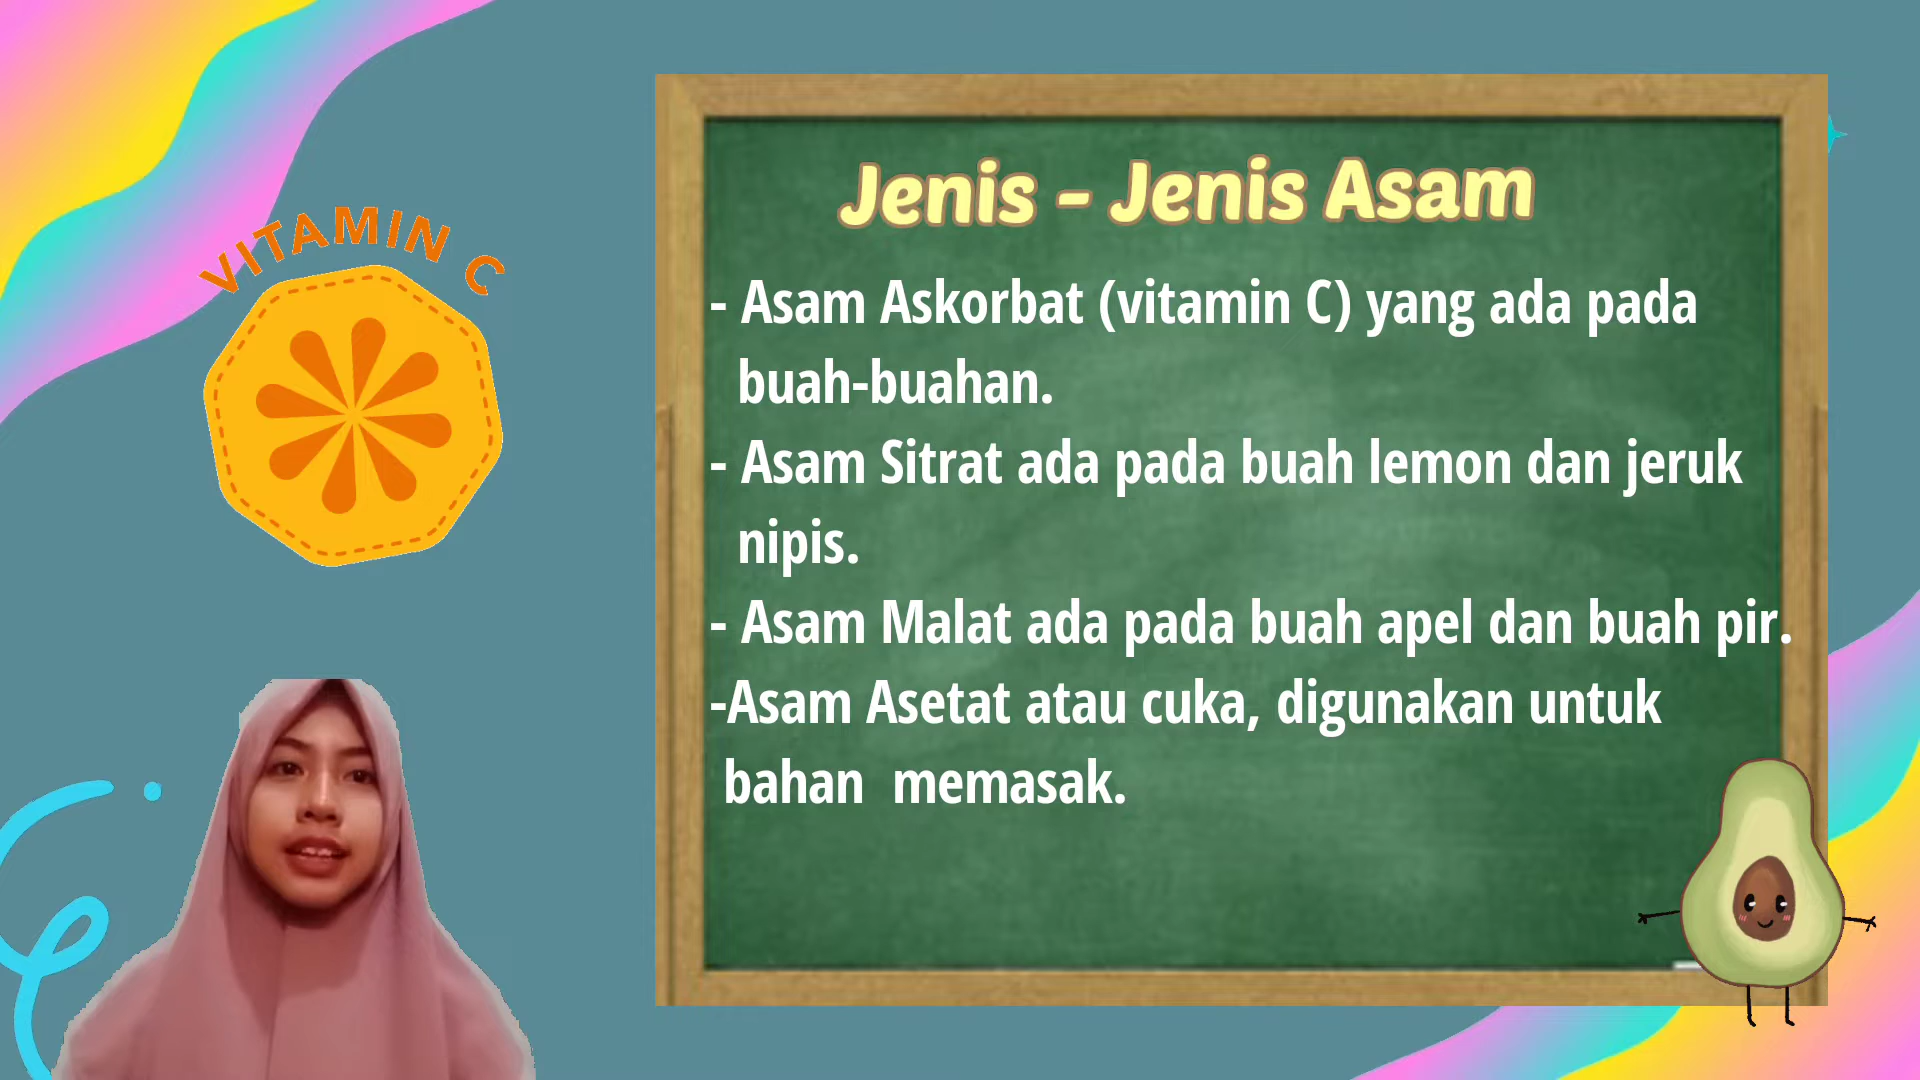 VITAMIN C
Jenis - Jenis Asam
- Asam Askorbat (vitamin C) yang ada pada
buah-buahan.
- Asam Sitrat ada pada buah lemon dan jeruk
nipis.
- Asam Malat ada pada buah apel dan buah pir.
-Asam Asetat atau cuka, digunakan untuk
bahan  memasak.